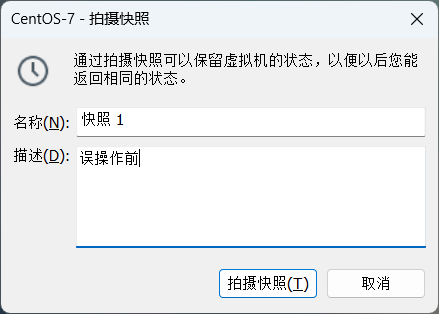 CentOS-7 - 拍摄快照
通过拍摄快照可以保留虚拟机的状态，以便以后您能
返回相同的状态。
名称(N): 快照 1
描述(D): 误操作前
拍摄快照(T) 取消